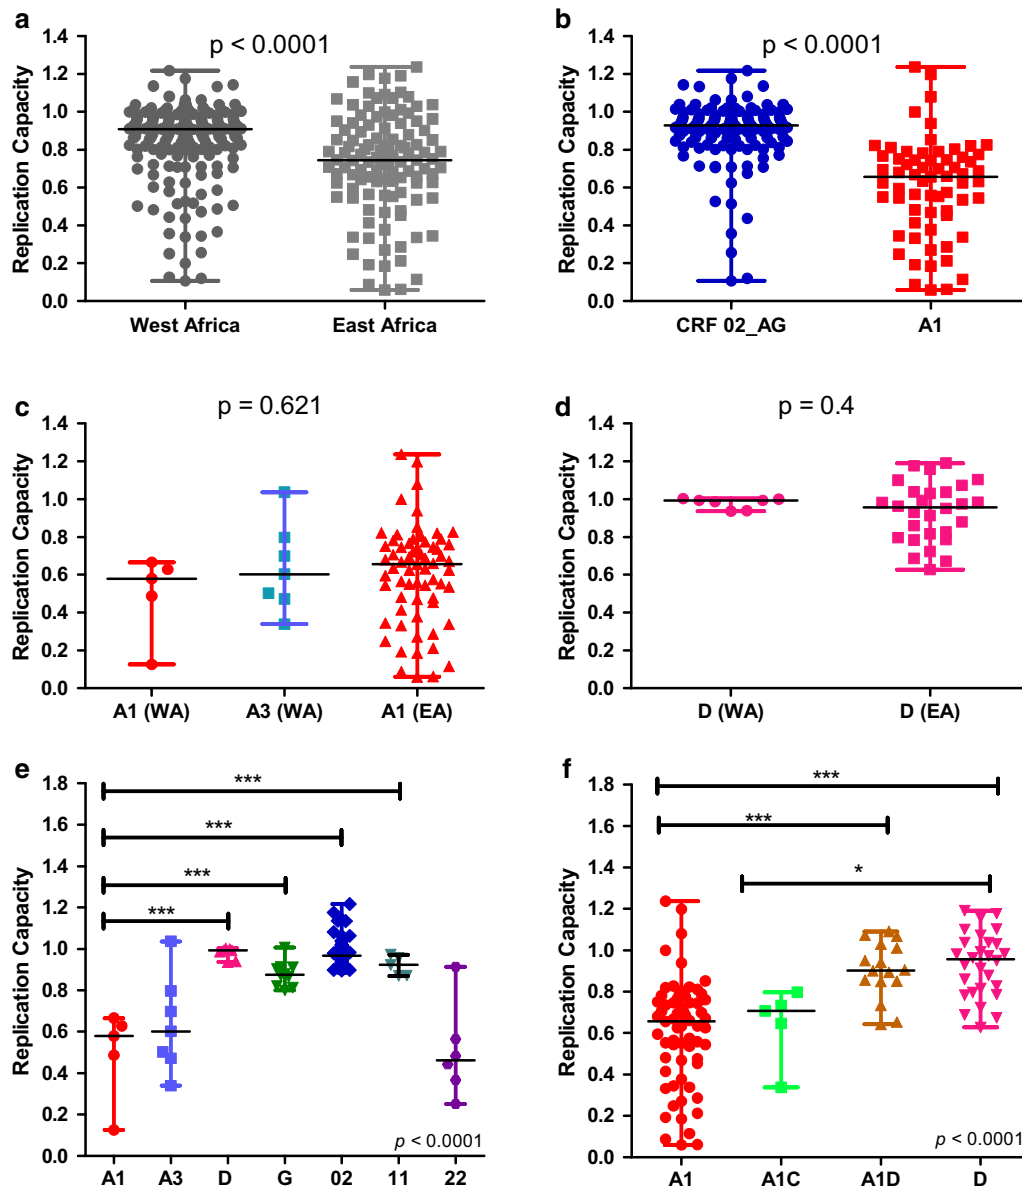 a
p < 0.0001
Replication Capacity
1.4
1.2
1.0
0.8
0.6
0.4
0.2
0.0
West Africa
East Africa
b
p < 0.0001
Replication Capacity
1.4
1.2
1.0
0.8
0.6
0.4
0.2
0.0
CRF 02_AG
A1
c
p = 0.621
Replication Capacity
1.4
1.2
1.0
0.8
0.6
0.4
0.2
0.0
A1 (WA)
A3 (WA)
A1 (EA)
d
p = 0.4
Replication Capacity
1.4
1.2
1.0
0.8
0.6
0.4
0.2
0.0
D (WA)
D (EA)
e
Replication Capacity
1.8
1.6
1.4
1.2
1.0
0.8
0.6
0.4
0.2
0.0
***
***
***
***
p < 0.0001
A1
A3
D
G
02
11
22
f
Replication Capacity
1.8
1.6
1.4
1.2
1.0
0.8
0.6
0.4
0.2
0.0
***
***
*
p < 0.0001
A1
A1C
A1D
D